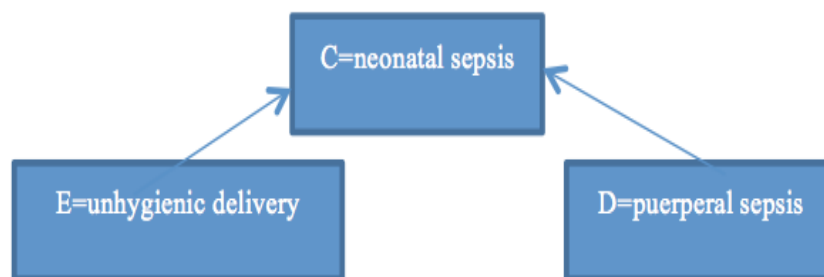 C=neonatal sepsis
E=unhygienic delivery
D=puerperal sepsis